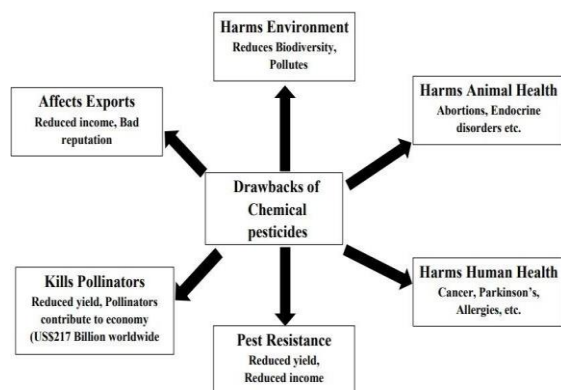 Harms Environment
Reduces Biodiversity,
Pollutes
Affects Exports
Reduced income, Bad
reputation
Harms Animal Health
Abortions, Endocrine
disorders etc.
Drawbacks of
Chemical
pesticides
Kills Pollinators
Reduced yield, Pollinators
contribute to economy
(US$217 Billion worldwide
Harms Human Health
Cancer, Parkinson's,
Allergies, etc.
Pest Resistance
Reduced yield,
Reduced income